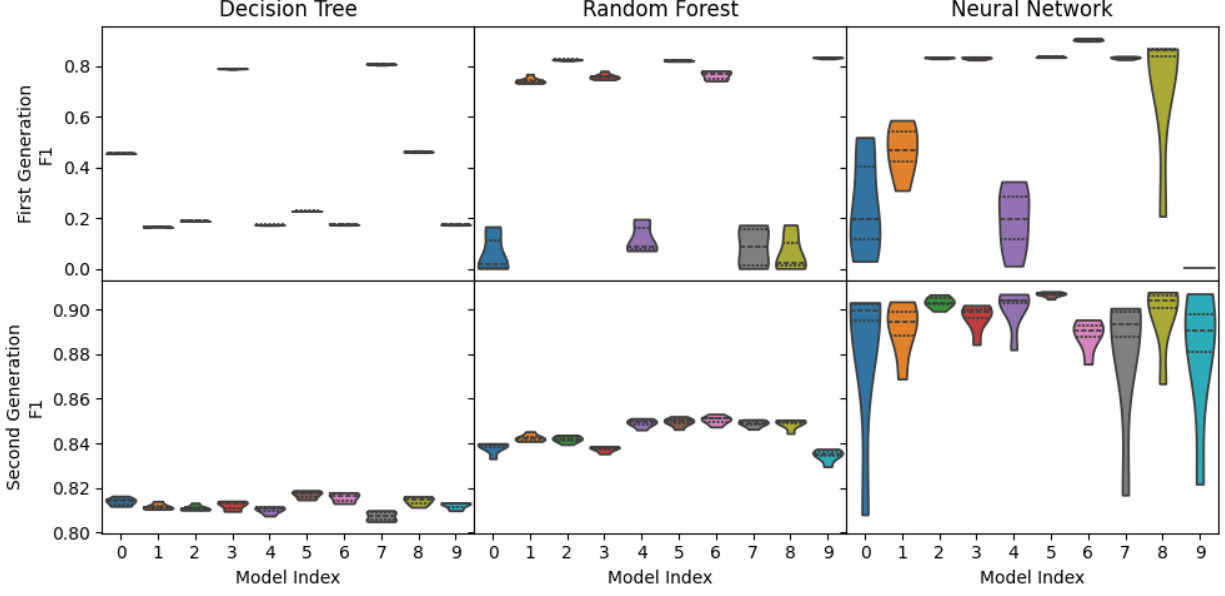 Decision Tree
Random Forest
Neural Network
First Generation
F1
0.8
0.6
0.4
0.2
0.0
Second Generation
F1
0.90
0.88
0.86
0.84
0.82
0.80
0 1 2 3 4 5 6 7 8 9
0 1 2 3 4 5 6 7 8 9
0 1 2 3 4 5 6 7 8 9
Model Index
Model Index
Model Index